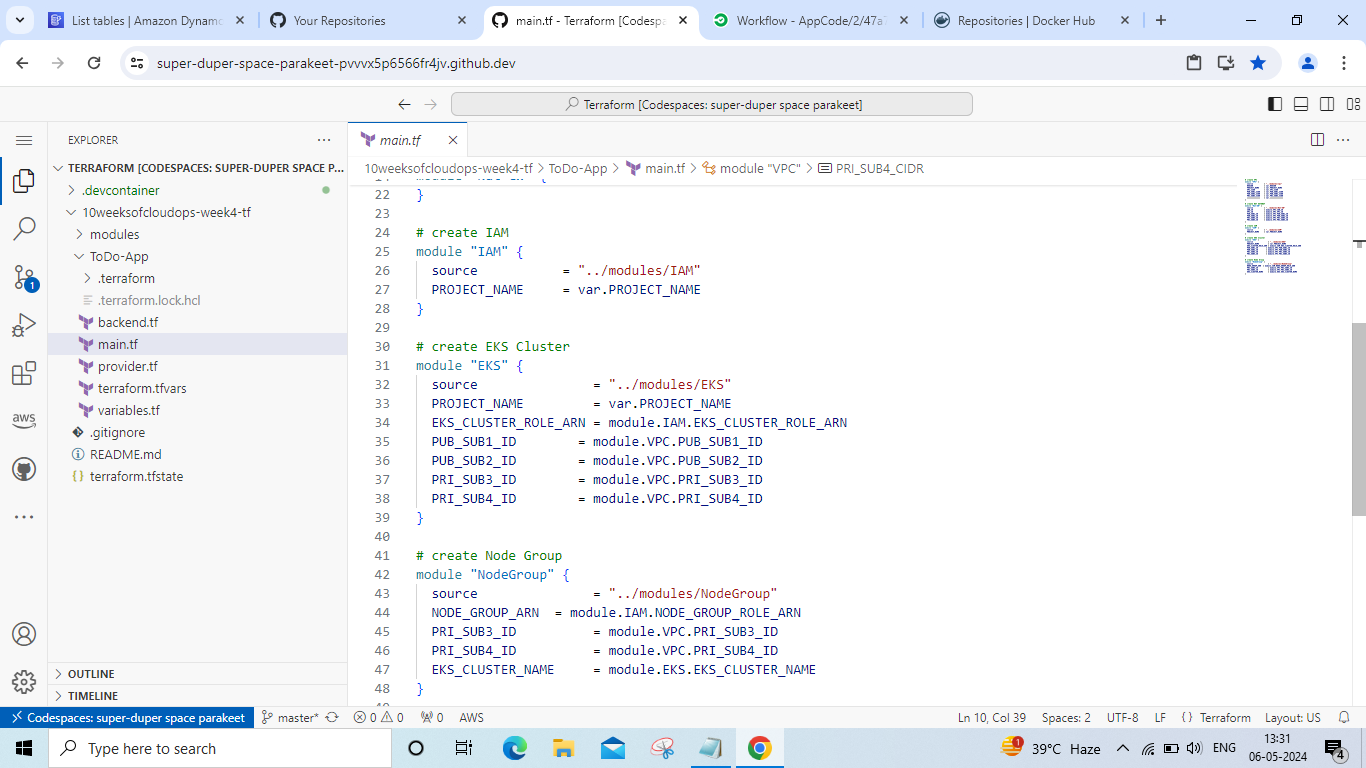 List tables | Amazon Dynamo
Your Repositories
main.tf - Terraform [Codespa
Workflow - AppCode/2/47a
Repositories | Docker Hub
super-duper-space-parakeet-pvvvx5p6566fr4jv.github.dev
Terraform [Codespaces: super-duper space parakeet]
EXPLORER
main.tf
TERRAFORM [CODESPACES: SUPER-DUPER SPACE P...
10weeksofcloudops-week4-tf > ToDo-App > main.tf > module "VPC" > PRI_SUB4_CIDR
.devcontainer
10weeksofcloudops-week4-tf
modules
ToDo-App
.terraform
.terraform.lock.hcl
backend.tf
main.tf
provider.tf
terraform.tfvars
variables.tf
.gitignore
README.md
terraform.tfstate
OUTLINE
TIMELINE
1
aws
22 }
23
24 # create IAM
25 module "IAM" {
26 source = "../modules/IAM"
27 PROJECT_NAME = var.PROJECT_NAME
28 }
29
30 # create EKS Cluster
31 module "EKS" {
32 source = "../modules/EKS"
33 PROJECT_NAME = var.PROJECT_NAME
34 EKS_CLUSTER_ROLE_ARN = module.IAM.EKS_CLUSTER_ROLE_ARN
35 PUB_SUB1_ID = module.VPC.PUB_SUB1_ID
36 PUB_SUB2_ID = module.VPC.PUB_SUB2_ID
37 PRI_SUB3_ID = module.VPC.PRI_SUB3_ID
38 PRI_SUB4_ID = module.VPC.PRI_SUB4_ID
39 }
40
41 # create Node Group
42 module "NodeGroup" {
43 source = "../modules/NodeGroup"
44 NODE_GROUP_ARN = module.IAM.NODE_GROUP_ROLE_ARN
45 PRI_SUB3_ID = module.VPC.PRI_SUB3_ID
46 PRI_SUB4_ID = module.VPC.PRI_SUB4_ID
47 EKS_CLUSTER_NAME = module.EKS.EKS_CLUSTER_NAME
48 }
Codespaces: super-duper space parakeet master* 0 0 0 AWS Ln 10, Col 39 Spaces: 2 UTF-8 LF {} Terraform Layout: US
Type here to search
1
39°C Haze
ENG
13:31
06-05-2024
4